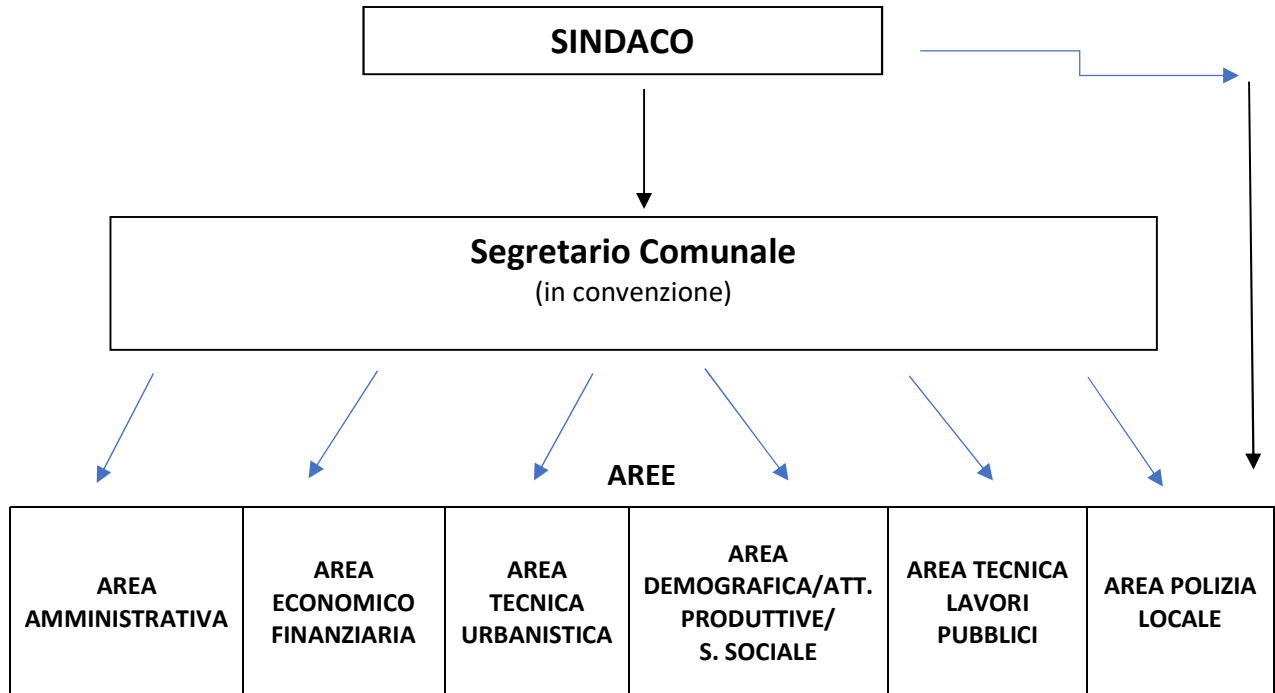 SINDACO
Segretario Comunale
(in convenzione)
AREE
AREA
AMMINISTRATIVA
AREA
ECONOMICO
FINANZIARIA
AREA
TECNICA
URBANISTICA
AREA
DEMOGRAFICA/ATT.
PRODUTTIVE/
S. SOCIALE
AREA TECNICA
LAVORI
PUBBLICI
AREA POLIZIA
LOCALE